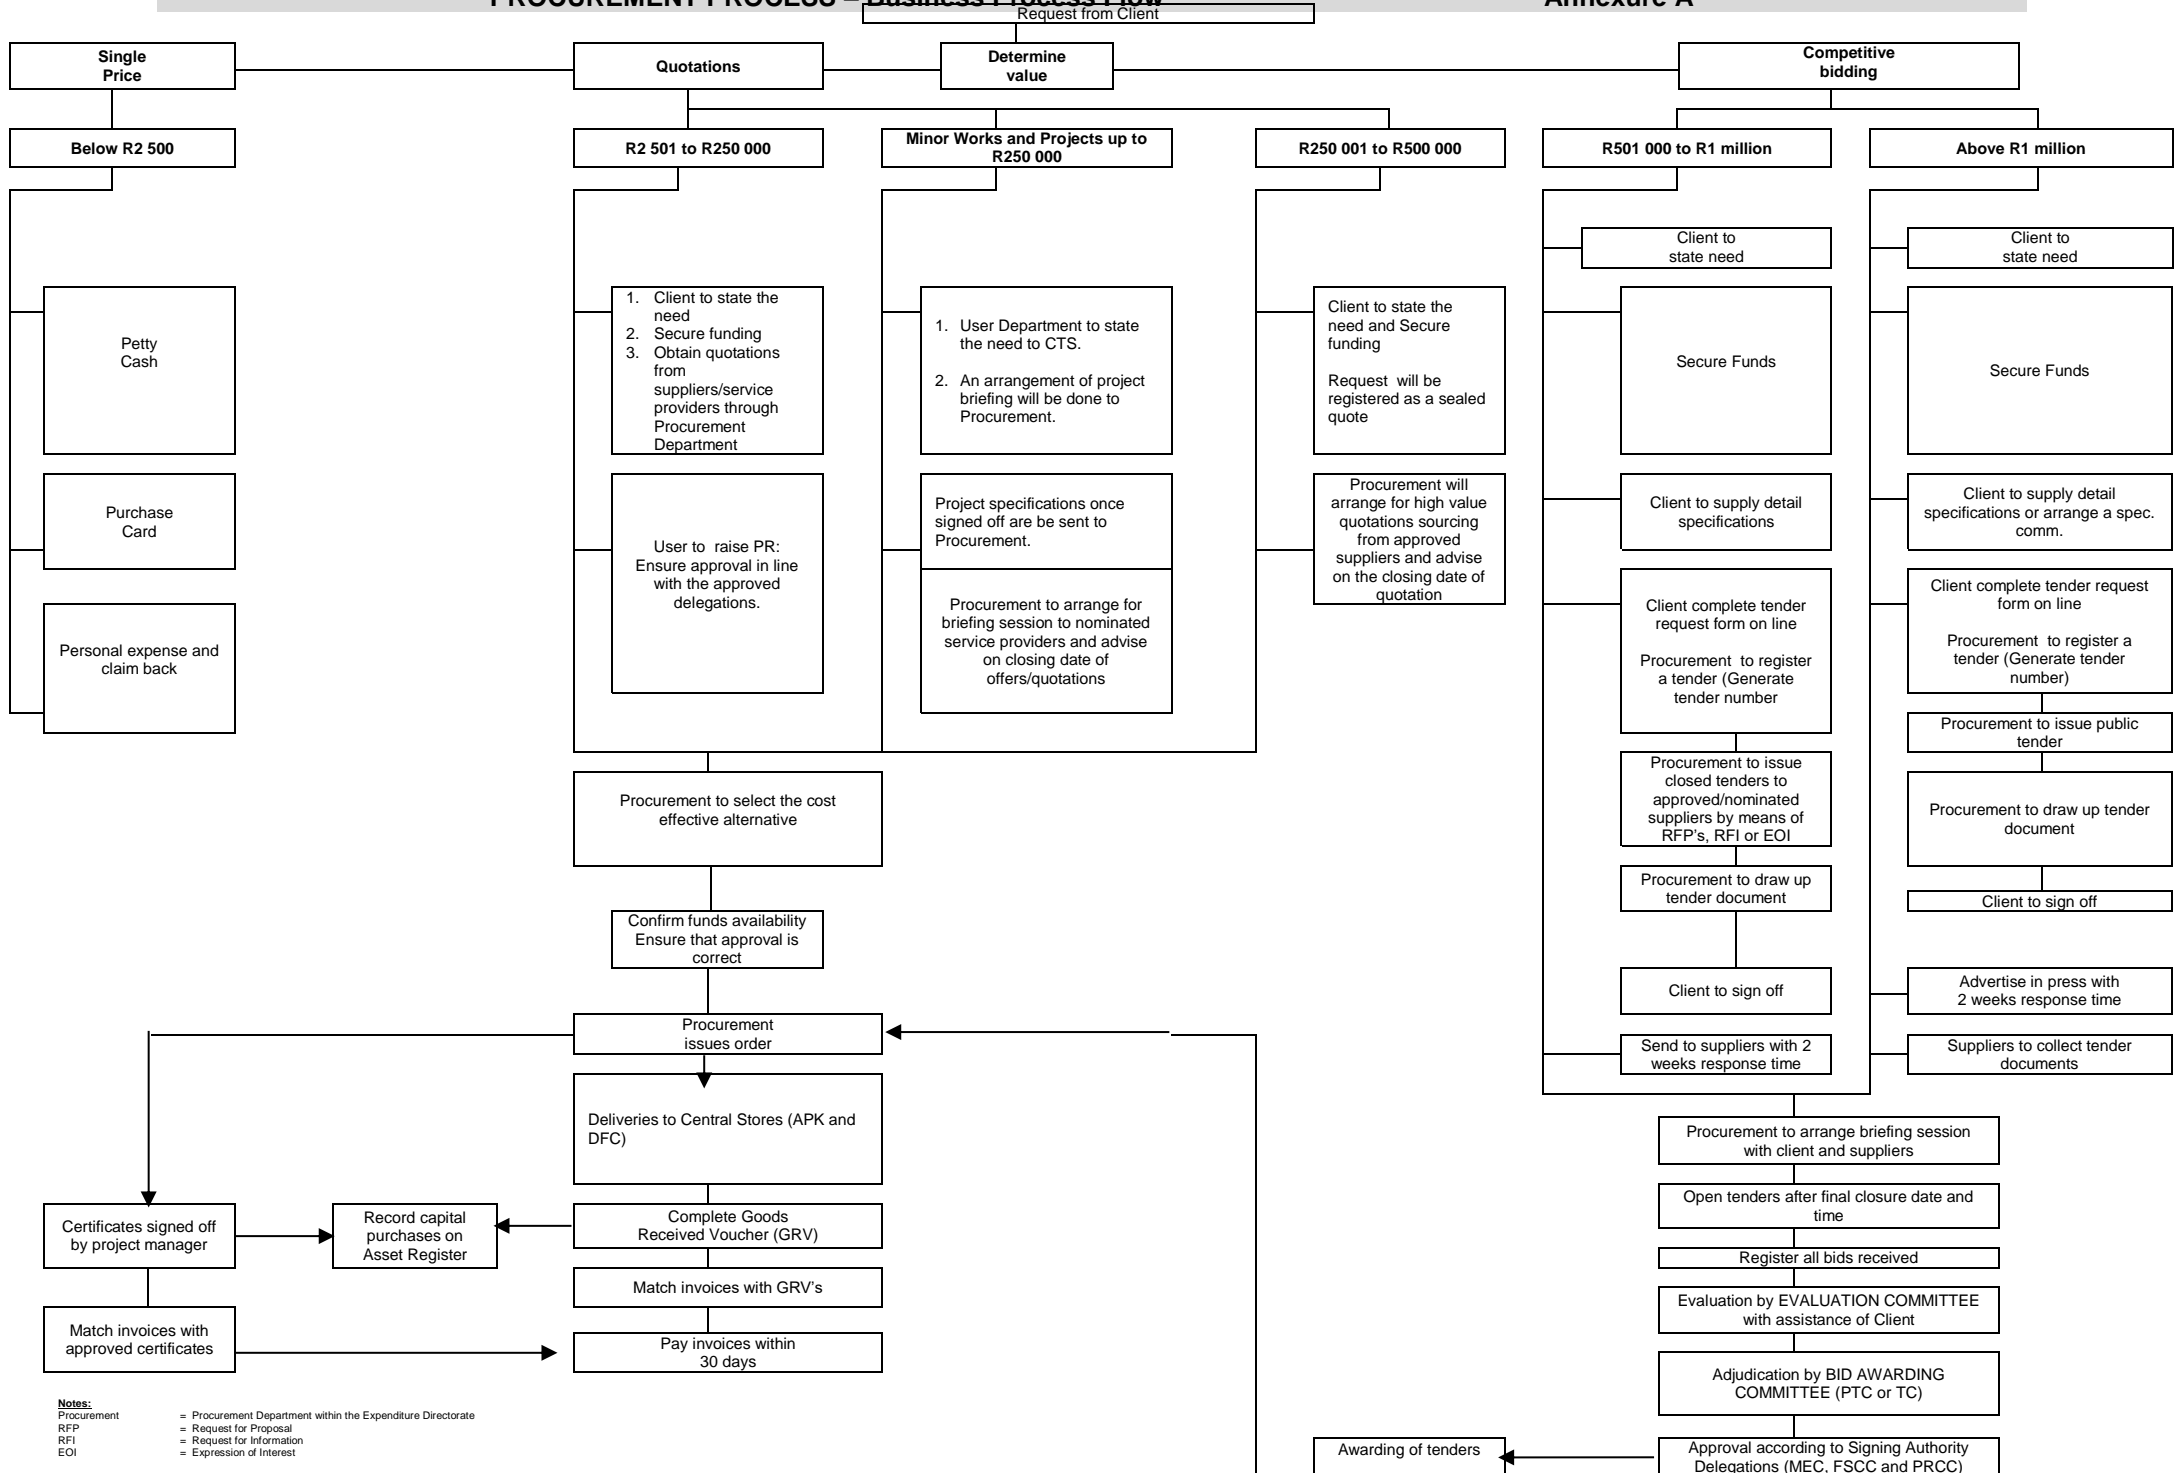 PROCUREMENT PROCESS – Business Process Flow
Annexure A
Request from Client
Single
Price
Quotations
Determine
value
Competitive
bidding
Below R2 500
R2 501 to R250 000
Minor Works and Projects up to
R250 000
R250 001 to R500 000
R501 000 to R1 million
Above R1 million
Petty
Cash
Purchase
Card
Personal expense and
claim back
1. Client to state the
need
2. Secure funding
3. Obtain quotations
from
suppliers/service
providers through
Procurement
Department
User to raise PR:
Ensure approval in line
with the approved
delegations.
1. User Department to state
the need to CTS.
2. An arrangement of project
briefing will be done to
Procurement.
Project specifications once
signed off are be sent to
Procurement.
Procurement to arrange for
briefing session to nominated
service providers and advise
on closing date of
offers/quotations
Client to state the
need and Secure
funding
Request will be
registered as a sealed
quote
Procurement will
arrange for high value
quotations sourcing
from approved
suppliers and advise
on the closing date of
quotation
Client to
state need
Secure Funds
Client to supply detail
specifications
Client complete tender
request form on line
Procurement to register
a tender (Generate
tender number
Procurement to issue
closed tenders to
approved/nominated
suppliers by means of
RFP's, RFI or EOI
Procurement to draw up
tender document
Client to sign off
Send to suppliers with 2
weeks response time
Client to
state need
Secure Funds
Client to supply detail
specifications or arrange a spec.
comm.
Client complete tender request
form on line
Procurement to register a
tender (Generate tender
number)
Procurement to issue public
tender
Procurement to draw up tender
document
Client to sign off
Advertise in press with
2 weeks response time
Suppliers to collect tender
documents
Procurement to select the cost
effective alternative
Confirm funds availability
Ensure that approval is
correct
Procurement
issues order
Deliveries to Central Stores (APK and
DFC)
Complete Goods
Received Voucher (GRV)
Match invoices with GRV's
Pay invoices within
30 days
Certificates signed off
by project manager
Record capital
purchases on
Asset Register
Match invoices with
approved certificates
Procurement to arrange briefing session
with client and suppliers
Open tenders after final closure date and
time
Register all bids received
Evaluation by EVALUATION COMMITTEE
with assistance of Client
Adjudication by BID AWARDING
COMMITTEE (PTC or TC)
Approval according to Signing Authority
Delegations (MEC, FSCC and PRCC)
Awarding of tenders
Notes:
Procurement = Procurement Department within the Expenditure Directorate
RFP = Request for Proposal
RFI = Request for Information
EOI = Expression of Interest